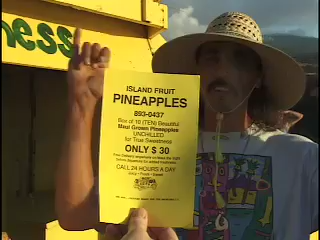 ness
ISLAND FRUIT
PINEAPPLES
893-0437
Box of 10 (TEN) Beautiful
Maui Grown Pineapples
UNCHILLED
for True Sweetness
ONLY $ 30
CALL 24 HOURS A DAY